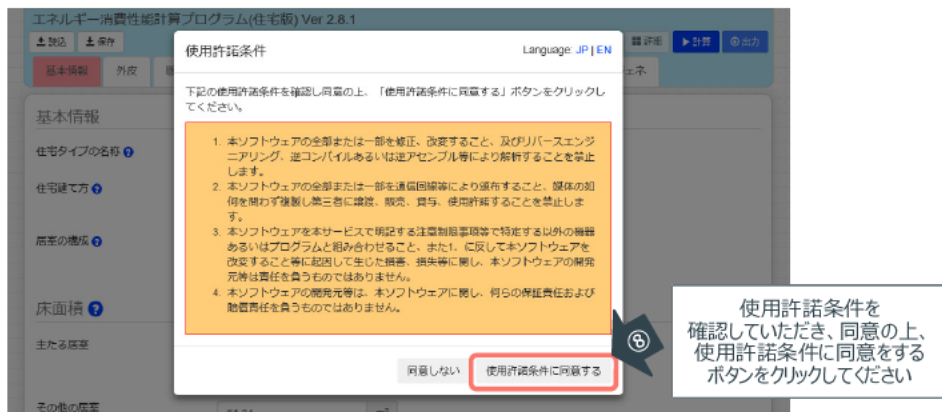 エネルギー消費性能計算プログラム(住宅版) Ver 2.8.1
読込 保存
詳細 計算 出力
基本情報 外皮
ェネ
使用許諾条件 Language: JP | EN
下記の使用許諾条件を確認し同意の上、「使用許諾条件に同意する」ボタンをクリックし
てください。
1. 本ソフトウェアの全部または一部を修正、改変すること、及びリバースエンジ
ニアリング、逆コンパイルあるいは逆アセンブル等により解析することを禁止
します。
2. 本ソフトウェアの全部または一部を通信回線等により頒布すること、媒体の如
何を問わず複製し第三者に譲渡、販売、貸与、使用許諾することを禁止しま
す。
3. 本ソフトウェアを本サービスで明記する注意制限事項等で特定する以外の機器
あるいはプログラムと組み合わせること、また1. に反して本ソフトウェアを
改変すること等に起因して生じた損害、損失等に関し、本ソフトウェアの開発
元等は責任を負うものではありません。
4. 本ソフトウェアの開発元等は、本ソフトウェアに関し、何らの保証責任および
賠償責任を負うものではありません。
同意しない 使用許諾条件に同意する
基本情報
住宅タイプの名称
住宅建て方
居室の構成
床面積
主たる居室
その他の居室
⑧
使用許諾条件を
確認していただき、同意の上、
使用許諾条件に同意をする
ボタンをクリックしてください